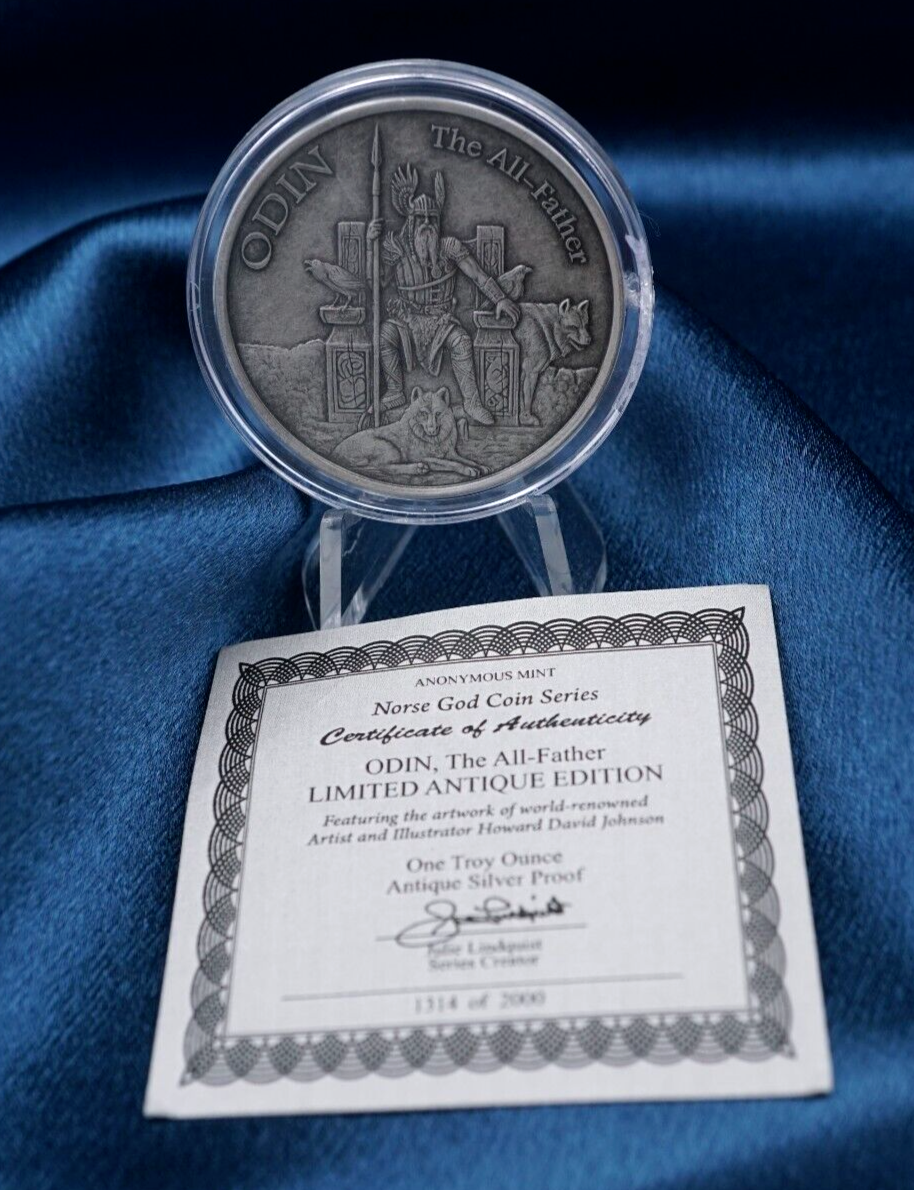 ODIN
The All-Father
ANONYMOUS MINT
Norse God Coin Series
Certificate of Authenticity
ODIN, The All-Father
LIMITED ANTIQUE EDITION
Featuring the artwork of world-renowned
Artist and Illustrator Howard David Johnson
One Troy Ounce
Antique Silver Proof
Julie Lindquist
Series Creator
1314 of 2000